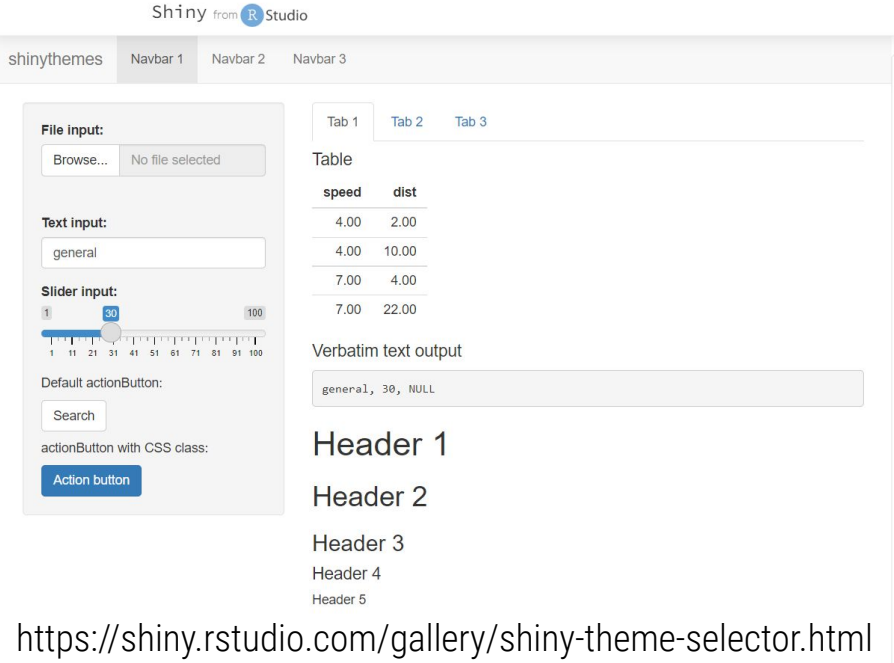 Shiny from R Studio
shinythemes Navbar 1 Navbar 2 Navbar 3
File input:
Browse... No file selected
Text input:
general
Slider input:
1 30 100
1 11 21 31 41 51 61 71 81 91 100
Default actionButton:
Search
actionButton with CSS class:
Action button
Tab 1 Tab 2 Tab 3
Table
speed dist
4.00 2.00
4.00 10.00
7.00 4.00
7.00 22.00
Verbatim text output
general, 30, NULL
Header 1
Header 2
Header 3
Header 4
Header 5
https://shiny.rstudio.com/gallery/shiny-theme-selector.html